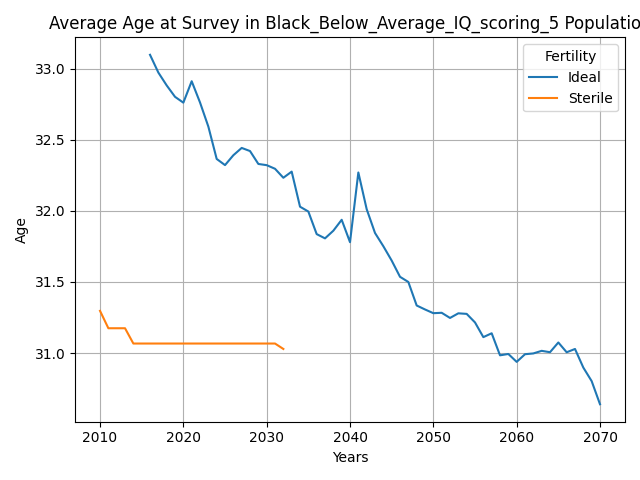 Average Age at Survey in Black_Below_Average_IQ_scoring_5 Populatio
Fertility
Ideal
Sterile
33.0
32.5
32.0
31.5
31.0
Age
2010 2020 2030 2040 2050 2060 2070
Years